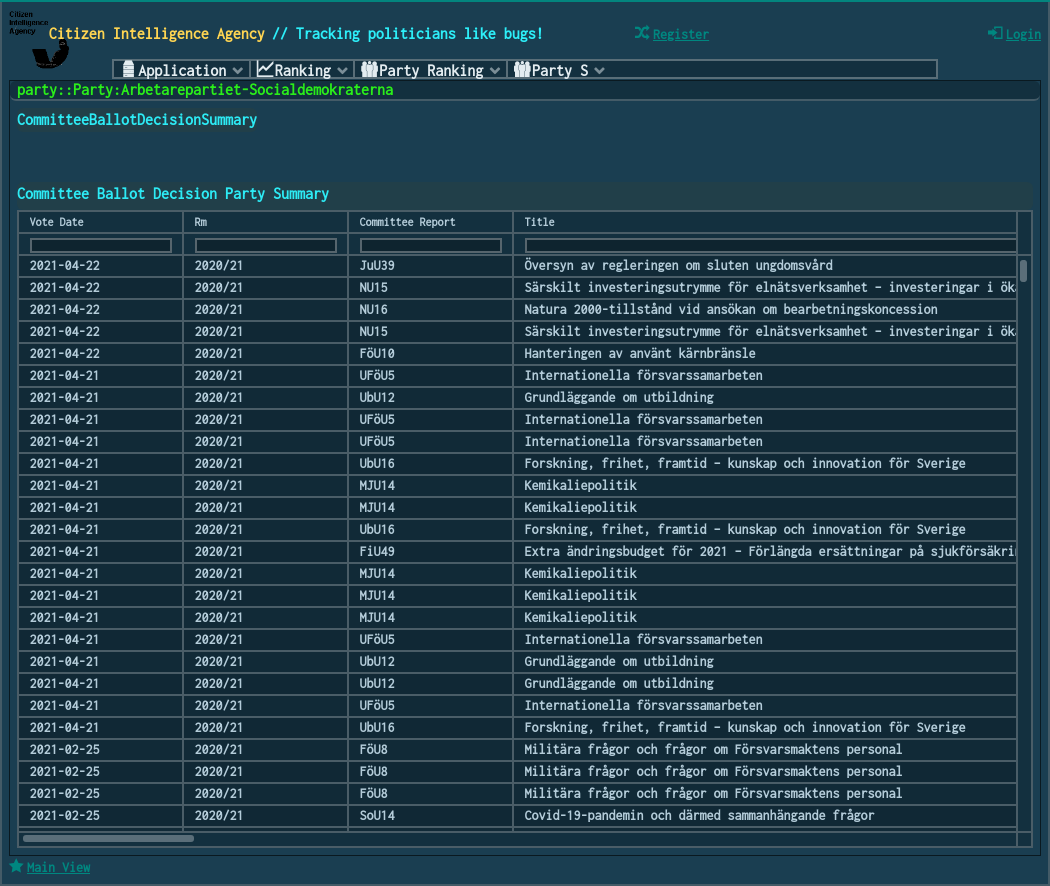 Citizen
Intelligence
Agency
Citizen Intelligence Agency // Tracking politicians like bugs!
Register
Login
Application Ranking Party Ranking Party S
party::Party:Arbetarepartiet-Socialdemokraterna
CommitteeBallotDecisionSummary
Committee Ballot Decision Party Summary
Vote Date Rm Committee Report Title
2021-04-22 2020/21 JuU39 Översyn av regleringen om sluten ungdomsvård
2021-04-22 2020/21 NU15 Särskilt investeringsutrymme för elnätsverksamhet – investeringar i öka
2021-04-22 2020/21 NU16 Natura 2000-tillstånd vid ansökan om bearbetningskoncession
2021-04-22 2020/21 NU15 Särskilt investeringsutrymme för elnätsverksamhet – investeringar i öka
2021-04-22 2020/21 FöU10 Hanteringen av använt kärnbränsle
2021-04-21 2020/21 UFöU5 Internationella försvarssamarbeten
2021-04-21 2020/21 UbU12 Grundläggande om utbildning
2021-04-21 2020/21 UFöU5 Internationella försvarssamarbeten
2021-04-21 2020/21 UFöU5 Internationella försvarssamarbeten
2021-04-21 2020/21 UbU16 Forskning, frihet, framtid – kunskap och innovation för Sverige
2021-04-21 2020/21 MJU14 Kemikaliepolitik
2021-04-21 2020/21 MJU14 Kemikaliepolitik
2021-04-21 2020/21 UbU16 Forskning, frihet, framtid – kunskap och innovation för Sverige
2021-04-21 2020/21 FiU49 Extra ändringsbudget för 2021 – Förlängda ersättningar på sjukförsäkrin
2021-04-21 2020/21 MJU14 Kemikaliepolitik
2021-04-21 2020/21 MJU14 Kemikaliepolitik
2021-04-21 2020/21 MJU14 Kemikaliepolitik
2021-04-21 2020/21 UFöU5 Internationella försvarssamarbeten
2021-04-21 2020/21 UbU12 Grundläggande om utbildning
2021-04-21 2020/21 UbU12 Grundläggande om utbildning
2021-04-21 2020/21 UFöU5 Internationella försvarssamarbeten
2021-04-21 2020/21 UbU16 Forskning, frihet, framtid – kunskap och innovation för Sverige
2021-02-25 2020/21 FöU8 Militära frågor och frågor om Försvarsmaktens personal
2021-02-25 2020/21 FöU8 Militära frågor och frågor om Försvarsmaktens personal
2021-02-25 2020/21 FöU8 Militära frågor och frågor om Försvarsmaktens personal
2021-02-25 2020/21 SoU14 Covid-19-pandemin och därmed sammanhängande frågor
Main View